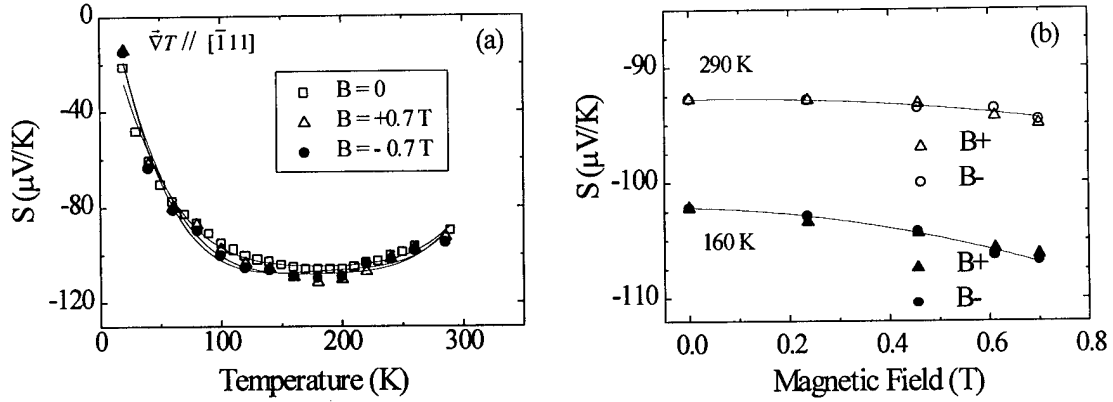 (a)
∇⃗T // [1̄11]
B = 0
B = +0.7 T
B = - 0.7 T
0
-40
-80
-120
S (μV/K)
0
100
200
300
Temperature (K)
(b)
290 K
B+
B-
160 K
B+
B-
-90
-100
-110
S (μV/K)
0.0
0.2
0.4
0.6
0.8
Magnetic Field (T)